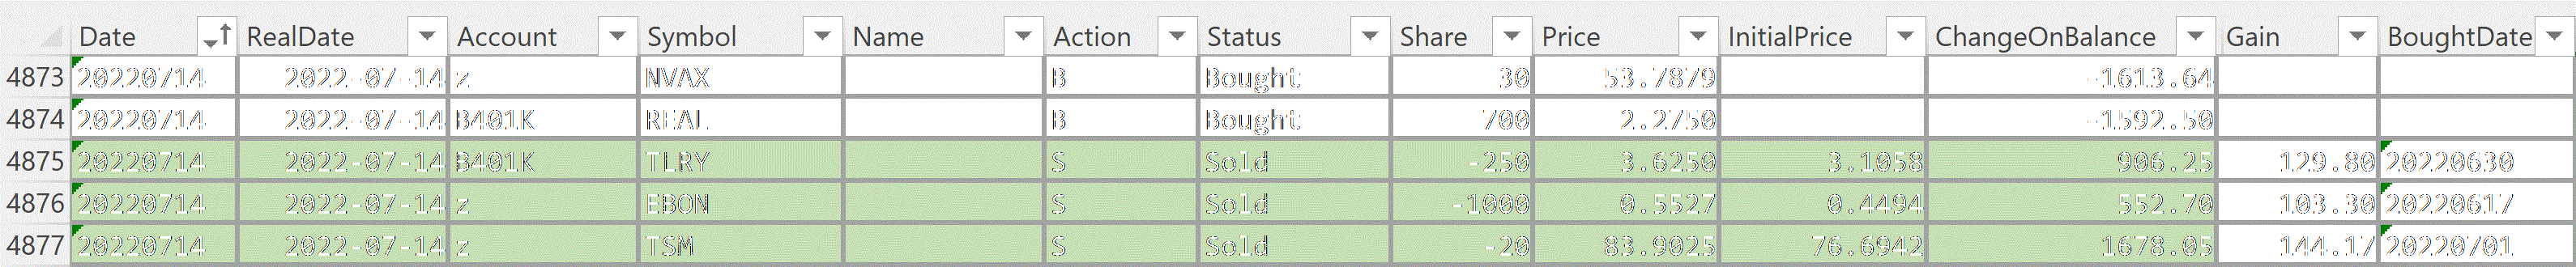 Date RealDate Account Symbol Name Action Status Share Price InitialPrice ChangeOnBalance Gain BoughtDate
4873 20220714 2022-07-14 z NVAX B Bought 30 53.7879 -1613.64
4874 20220714 2022-07-14 B401K REAL B Bought 700 2.2750 -1592.50
4875 20220714 2022-07-14 B401K TLRY S Sold -250 3.6250 3.1058 906.25 129.80 20220630
4876 20220714 2022-07-14 z EBON S Sold -1000 0.5527 0.4494 552.70 103.30 20220617
4877 20220714 2022-07-14 z TSM S Sold -20 83.9025 76.6942 1678.05 144.17 20220701